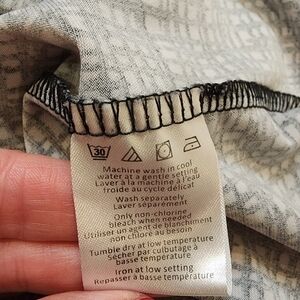 30
Machine wash in cool
water at a gentle setting
Laver à la machine à l'eau
froide au cycle délicat
Wash separately
Laver séparément
Only non-chlorine
bleach when needed
Utiliser un agent de blanchiment
non chloré au besoin
Tumble dry at low temperature
Sécher par culbutage à
basse température
Iron at low setting
Repasser à basse température